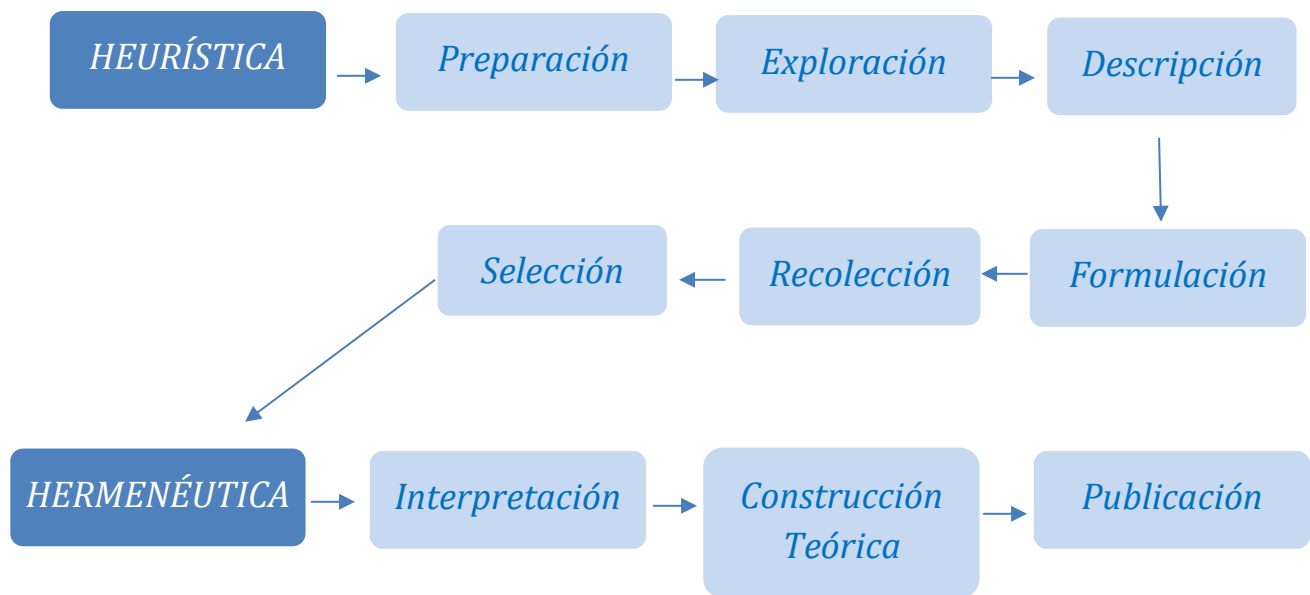 HEURÍSTICA
Preparación
Exploración
Descripción
Formulación
Recolección
Selección
HERMENÉUTICA
Interpretación
Construcción
Teórica
Publicación